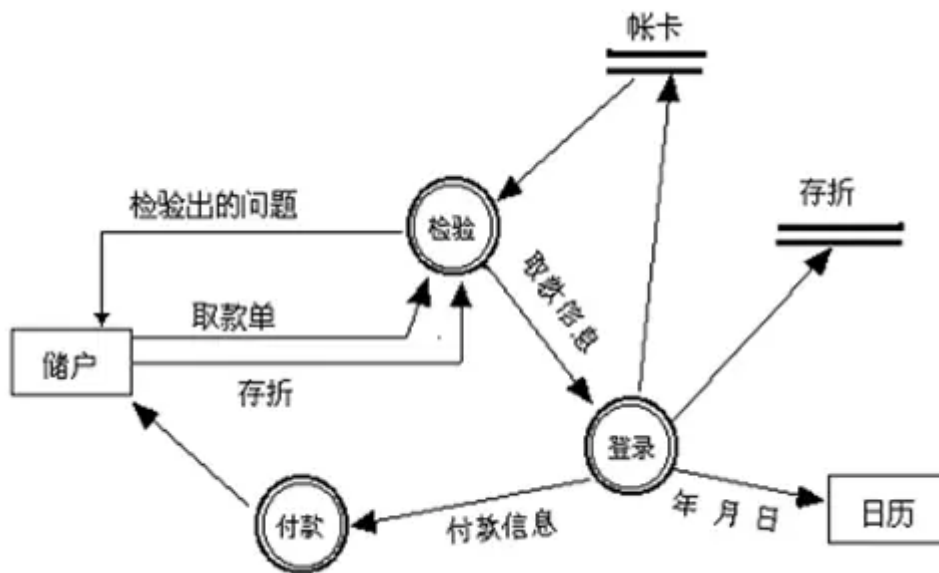 帐卡
存折
检验出的问题
检验
取款信息
取款单
储户
存折
登录
付款
付款信息
年月日
日历